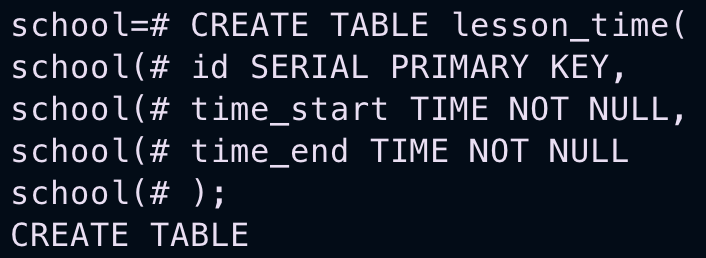 school=# CREATE TABLE lesson_time(
school(# id SERIAL PRIMARY KEY,
school(# time_start TIME NOT NULL,
school(# time_end TIME NOT NULL
school(# );
CREATE TABLE